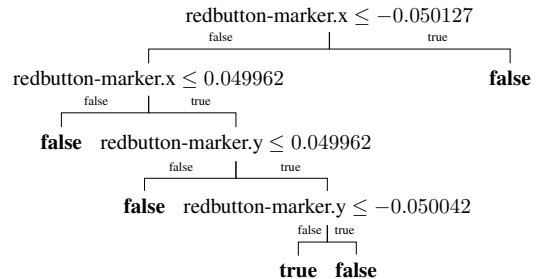 redbutton-marker.x ≤ −0.050127
false true
redbutton-marker.x ≤ 0.049962 false
false true
false redbutton-marker.y ≤ 0.049962
false true
false redbutton-marker.y ≤ −0.050042
false true
true false